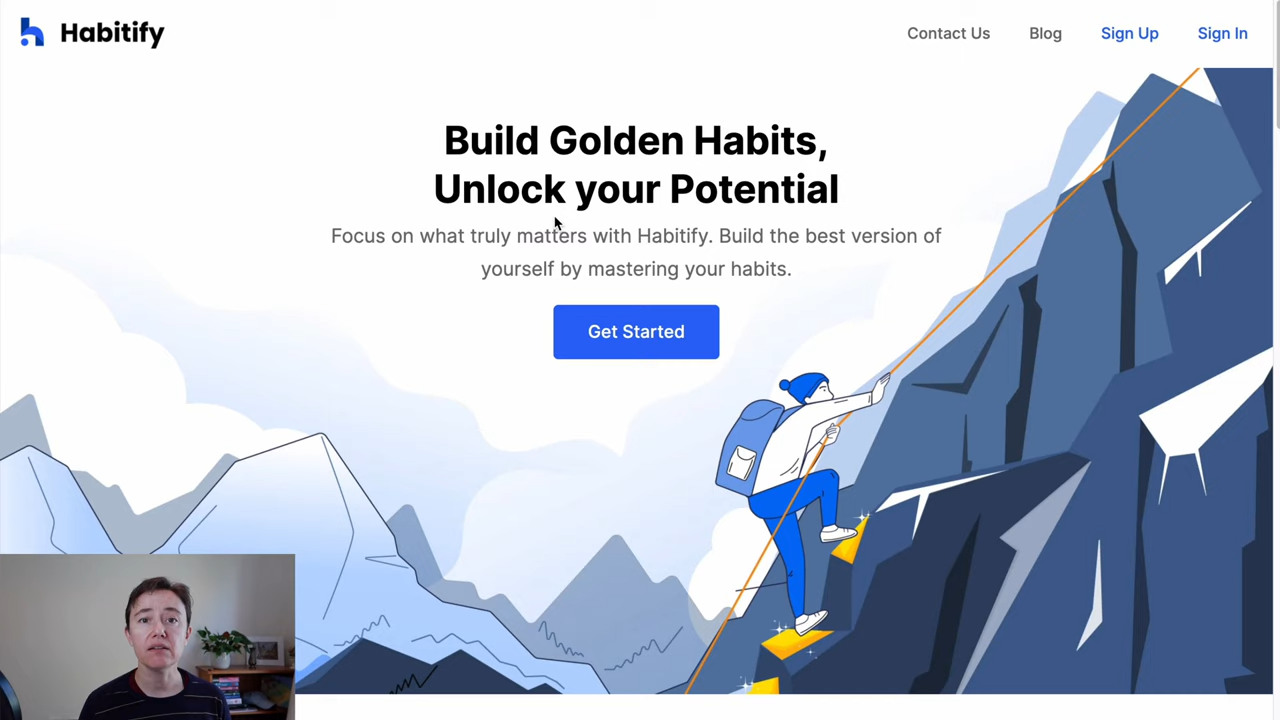 Habitify
Contact Us
Blog
Sign Up
Sign In
Build Golden Habits,
Unlock your Potential
Focus on what truly matters with Habitify. Build the best version of
yourself by mastering your habits.
Get Started